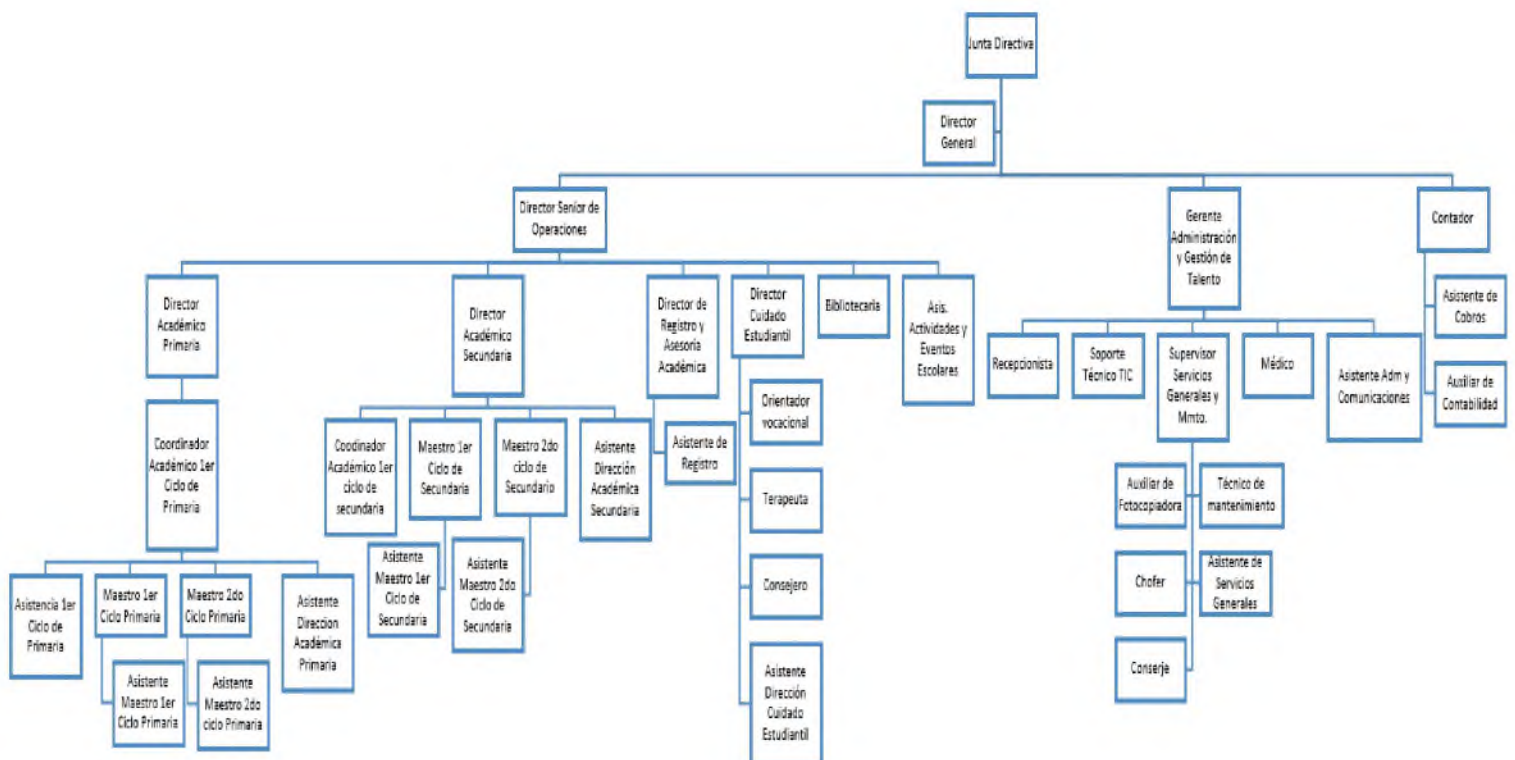 Junta Directiva
Director
General
Director Senior de
Operaciones
Gerente
Administración
y Gestión de
Talento
Contador
Director
Académico
Primaria
Director
Académico
Secundaria
Director de
Registro y
Asesoría
Académica
Director
Cuidado
Estudiantil
Bibliotecaria
Asis.
Actividades y
Eventos
Escolares
Asistente de
Cobros
Recepcionista
Soporte
Técnico TIC
Supervisor
Servicios
Generales y
Mmto.
Médico
Asistente Adm y
Comunicaciones
Auxiliar de
Contabilidad
Coordinador
Académico 1er
Ciclo de
Primaria
Coodinador
Académico 1er
ciclo de
secundaria
Maestro 1er
Ciclo de
Secundaria
Maestro 2do
ciclo de
Secundario
Asistente
Dirección
Académica
Secundaria
Asistente de
Registro
Orientador
vocacional
Terapeuta
Consejero
Asistente
Dirección
Cuidado
Estudiantil
Auxiliar de
Fotocopiadora
Técnico de
mantenimiento
Chofer
Asistente de
Servicios
Generales
Conserje
Asistente
Maestro 1er
Ciclo de
Secundaria
Asistente
Maestro 2do
Ciclo de
Secundaria
Asistencia 1er
Ciclo de
Primaria
Maestro 1er
Ciclo Primaria
Maestro 2do
Ciclo Primaria
Asistente
Direccion
Académica
Primaria
Asistente
Maestro 1er
Ciclo Primaria
Asistente
Maestro 2do
ciclo Primaria